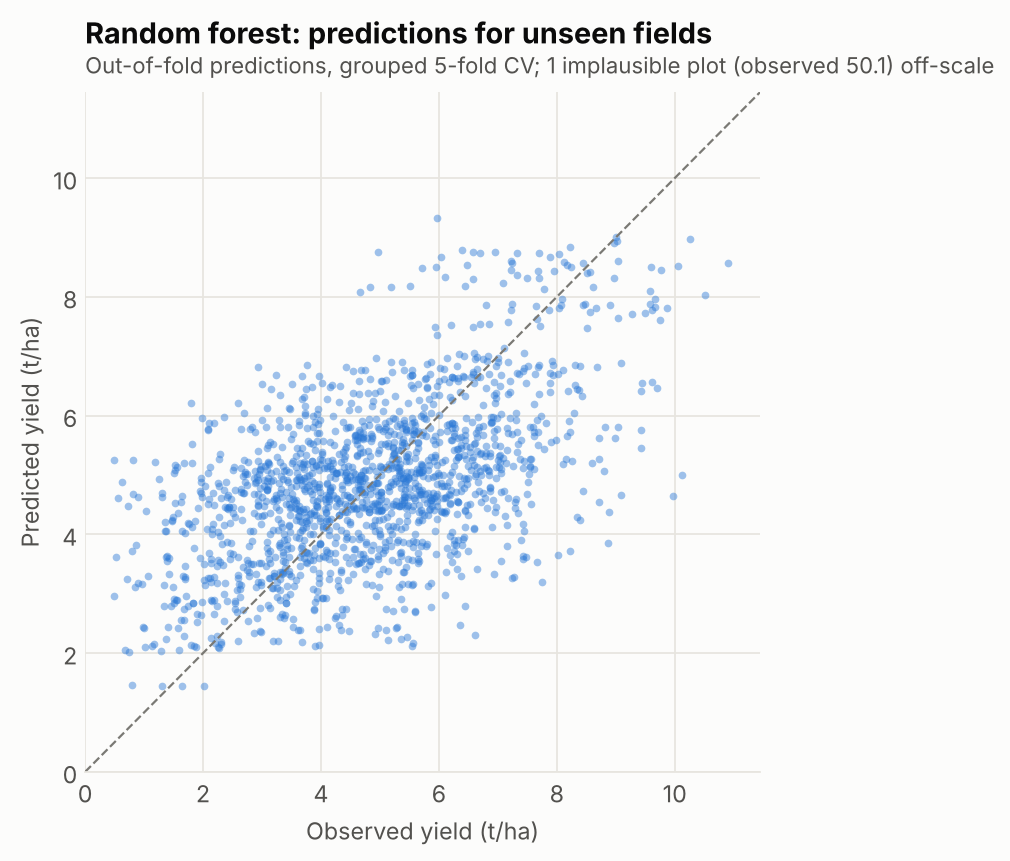 Random forest: predictions for unseen fields
Out-of-fold predictions, grouped 5-fold CV; 1 implausible plot (observed 50.1) off-scale
Predicted yield (t/ha)
10
8
6
4
2
0
0 2 4 6 8 10
Observed yield (t/ha)